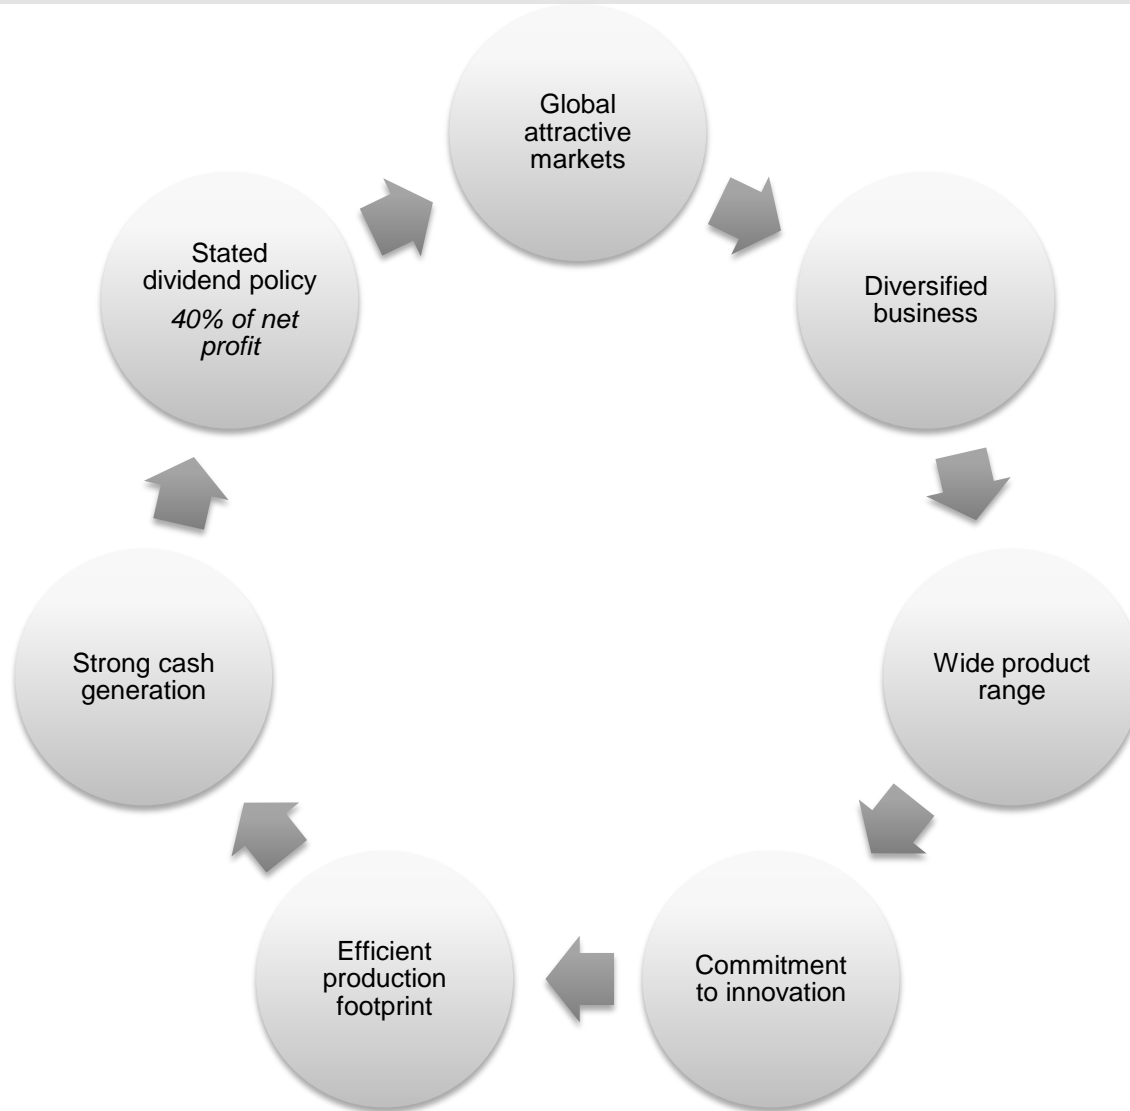 Global
attractive
markets
Diversified
business
Wide product
range
Commitment
to innovation
Efficient
production
footprint
Strong cash
generation
Stated
dividend policy
40% of net
profit